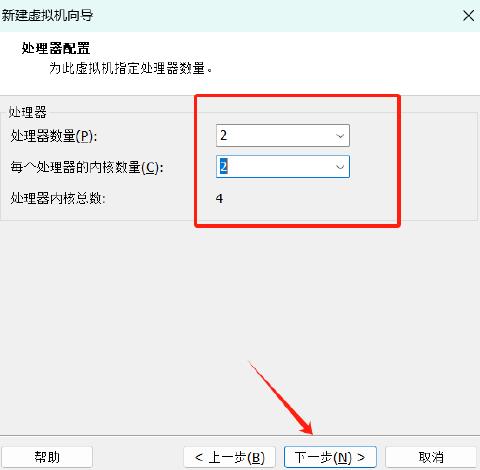 新建虚拟机向导
处理器配置
为此虚拟机指定处理器数量。
处理器
处理器数量(P): 2
每个处理器的内核数量(C): 2
处理器内核总数: 4
帮助 < 上一步(B) 下一步(N) > 取消